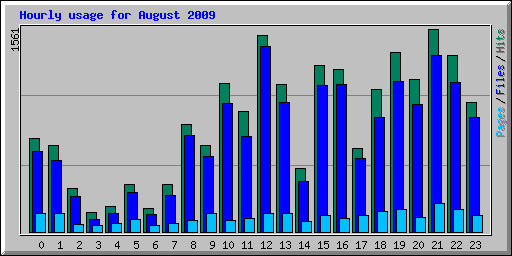 Hourly usage for August 2009
1561
Pages/Files/Hits
0 1 2 3 4 5 6 7 8 9 10 11 12 13 14 15 16 17 18 19 20 21 22 23